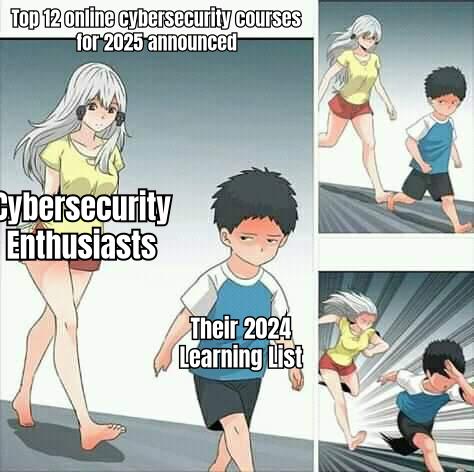 Top 12 online cybersecurity courses
for 2025 announced
Cybersecurity
Enthusiasts
Their 2024
Learning List